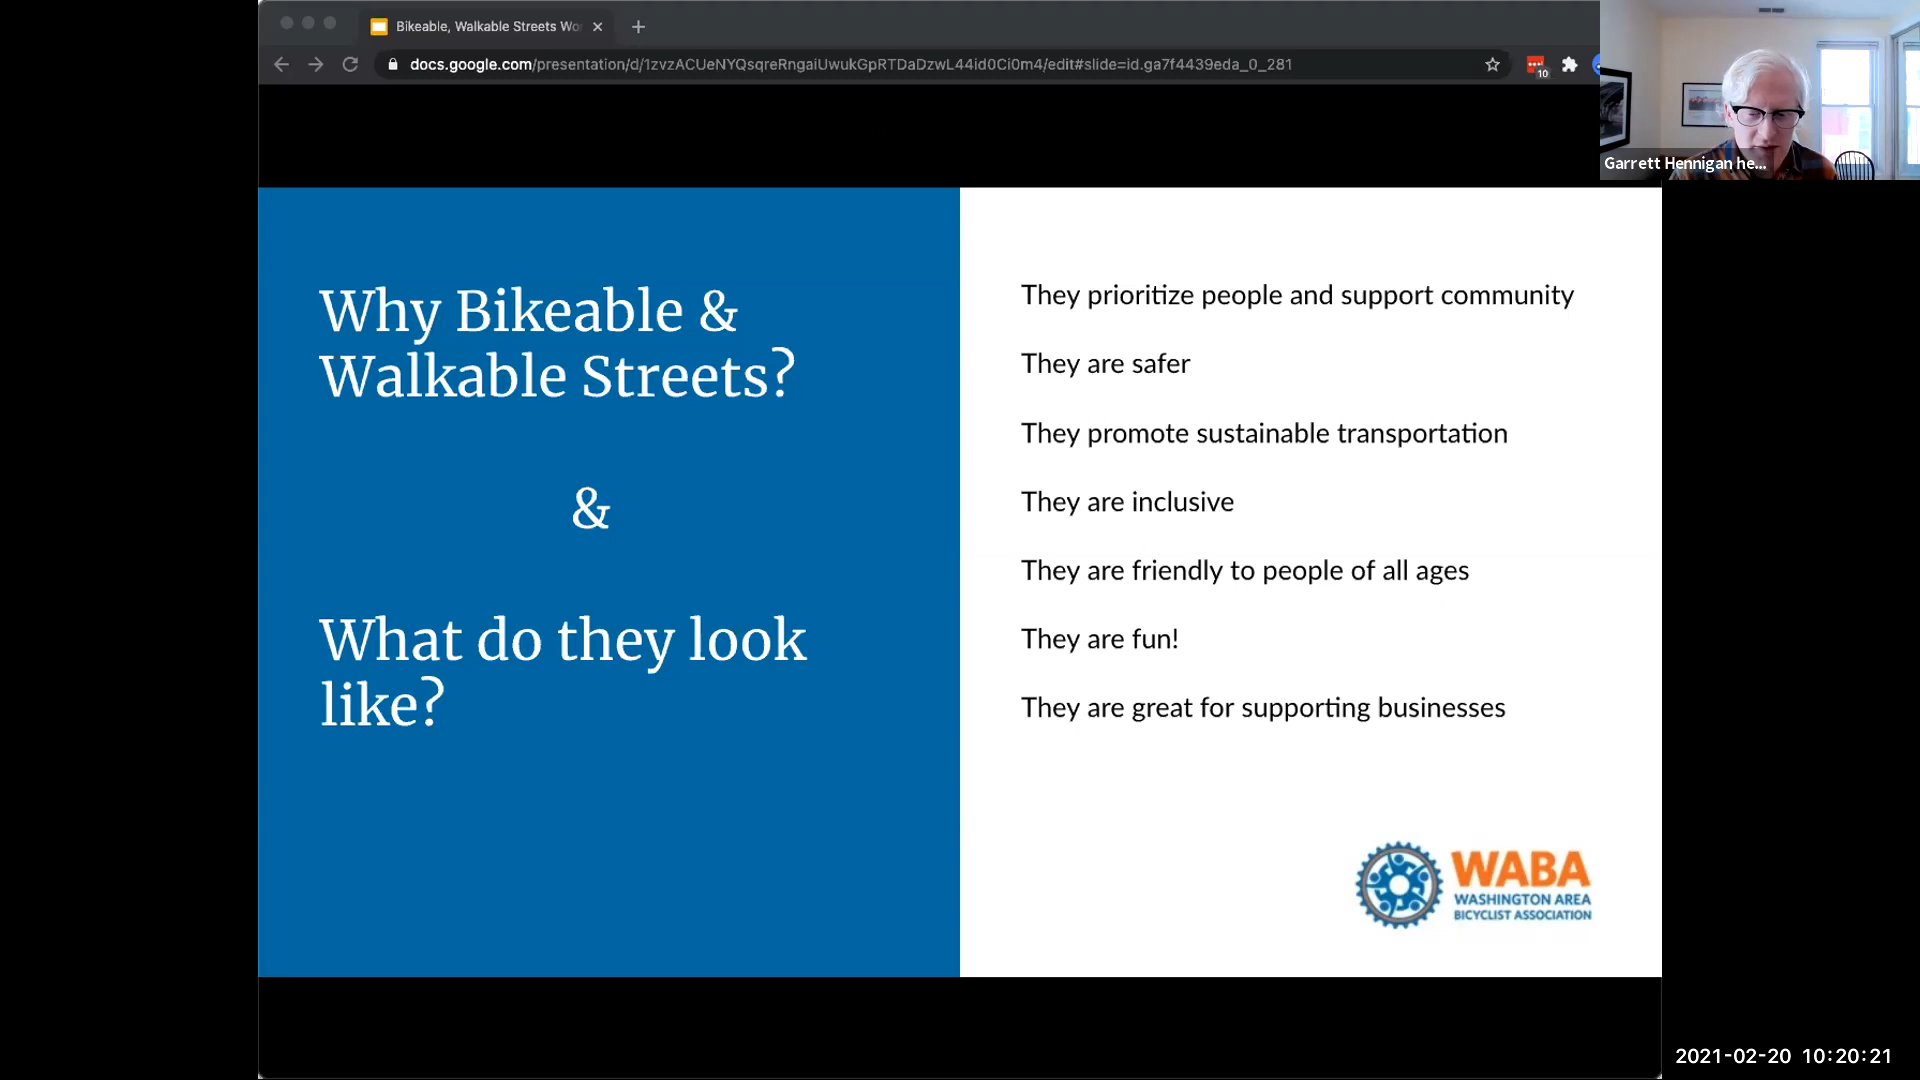 Bikeable, Walkable Streets Wo
docs.google.com/presentation/d/1zvzACUeNYQsqreRngaiUwukGpRTDaDzwL44id0Ci0m4/edit#slide=id.ga7f4439eda_0_281
10
Garrett Hennigan he...
Why Bikeable &
Walkable Streets?
&
What do they look
like?
They prioritize people and support community
They are safer
They promote sustainable transportation
They are inclusive
They are friendly to people of all ages
They are fun!
They are great for supporting businesses
WABA
WASHINGTON AREA
BICYCLIST ASSOCIATION
2021-02-20 10:20:21